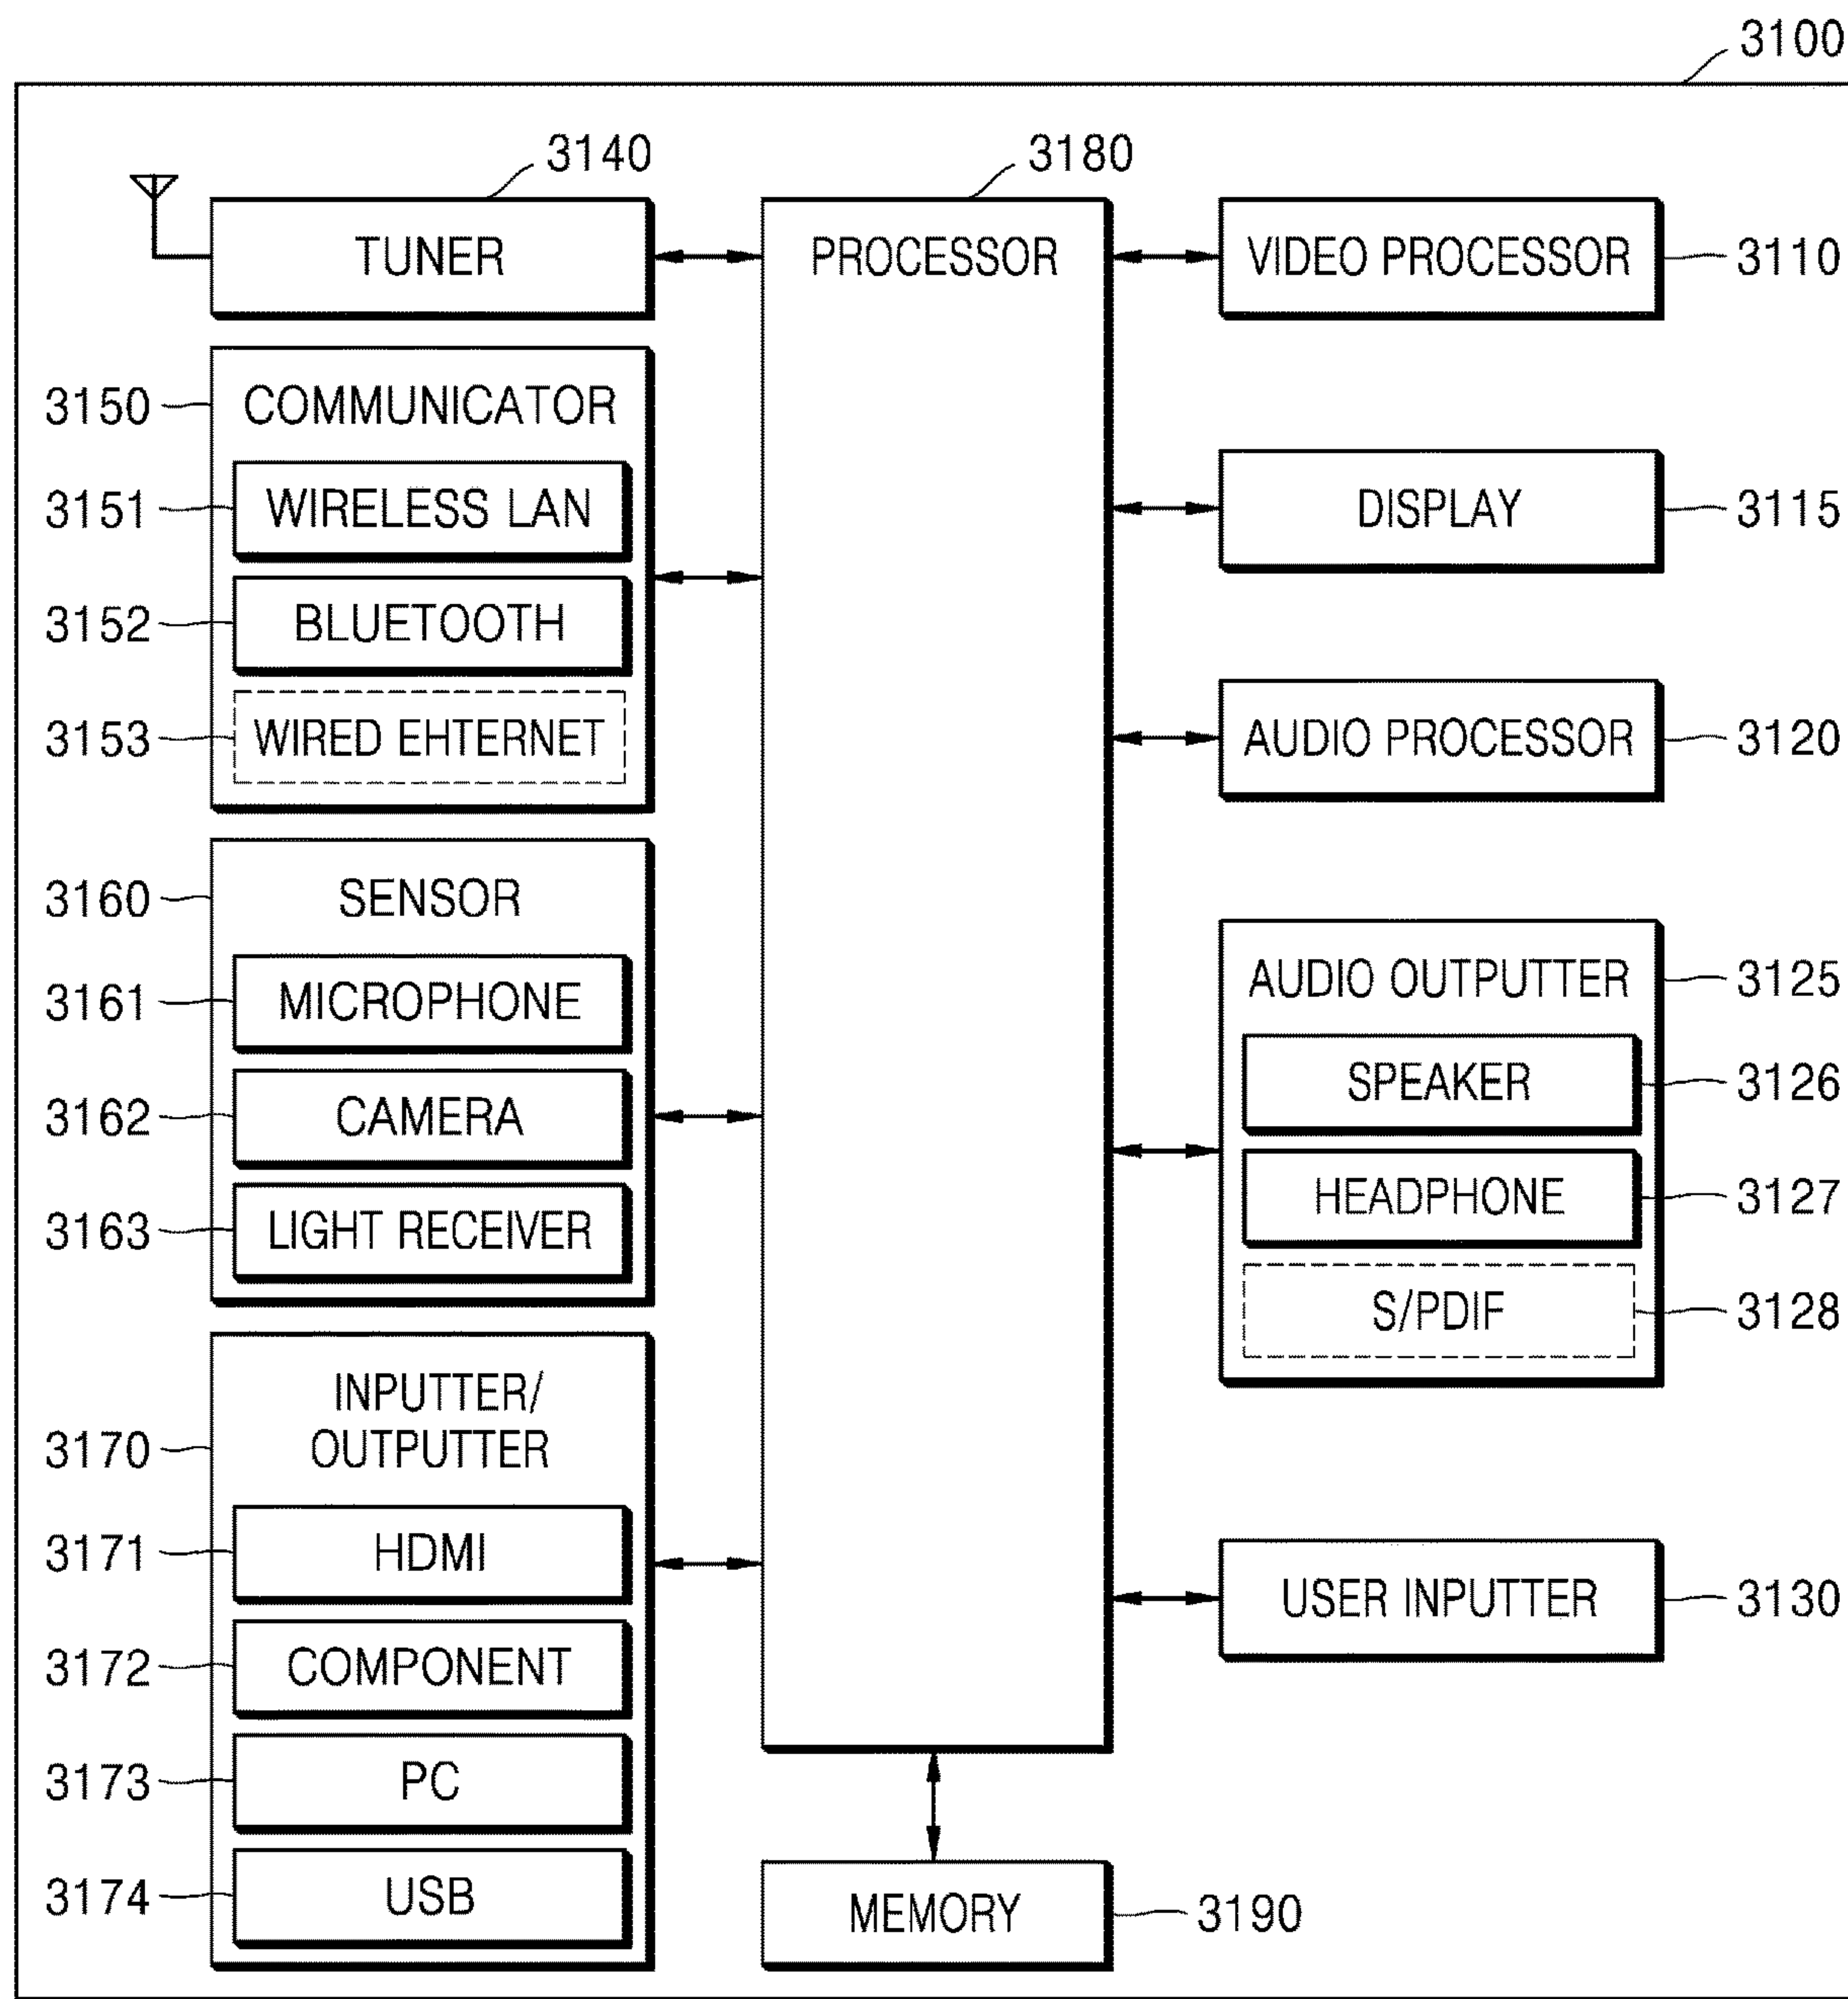 3100
3140
TUNER
3150
COMMUNICATOR
3151
WIRELESS LAN
3152
BLUETOOTH
3153
WIRED EHTERNET
3160
SENSOR
3161
MICROPHONE
3162
CAMERA
3163
LIGHT RECEIVER
3170
INPUTTER/
OUTPUTTER
3171
HDMI
3172
COMPONENT
3173
PC
3174
USB
3180
PROCESSOR
MEMORY
3190
VIDEO PROCESSOR
3110
DISPLAY
3115
AUDIO PROCESSOR
3120
AUDIO OUTPUTTER
3125
SPEAKER
3126
HEADPHONE
3127
S/PDIF
3128
USER INPUTTER
3130